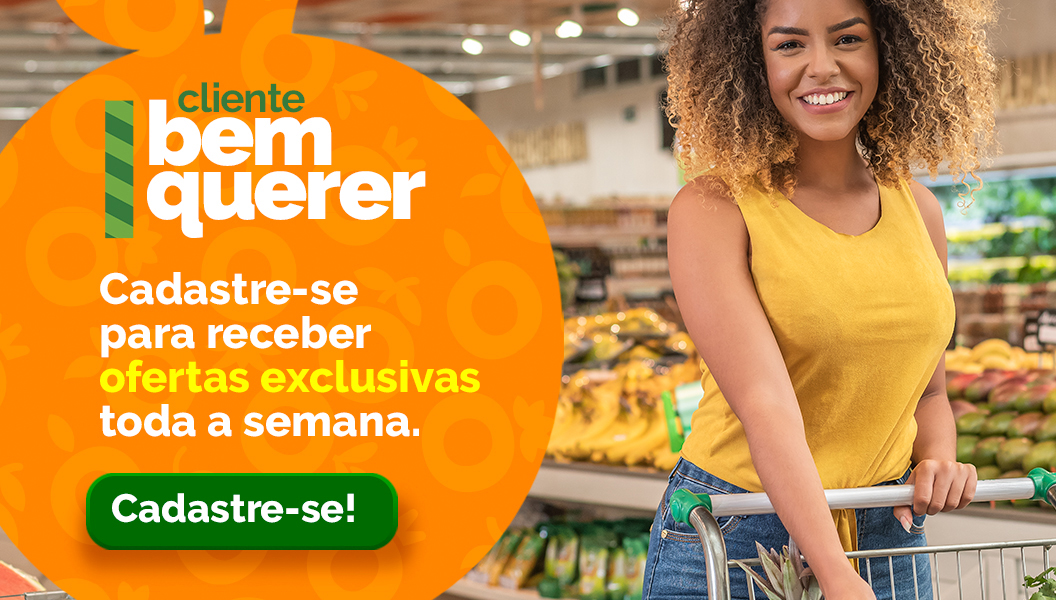 cliente
bem
querer
Cadastre-se
para receber
ofertas exclusivas
toda a semana.
Cadastre-se!